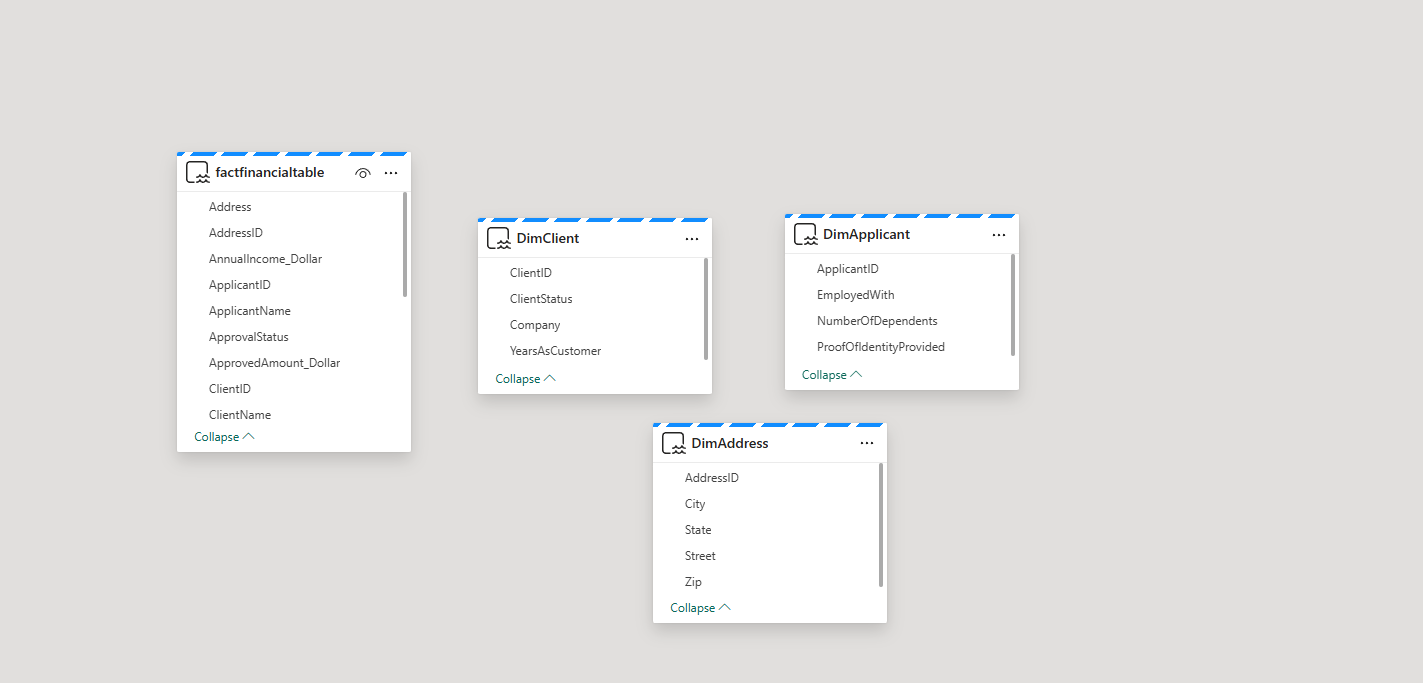 factfinancialtable
Address
AddressID
AnnualIncome_Dollar
ApplicantID
ApplicantName
ApprovalStatus
ApprovedAmount_Dollar
ClientID
ClientName
Collapse
DimClient
ClientID
ClientStatus
Company
YearsAsCustomer
Collapse
DimApplicant
ApplicantID
EmployedWith
NumberOfDependents
ProofOfIdentityProvided
Collapse
DimAddress
AddressID
City
State
Street
Zip
Collapse